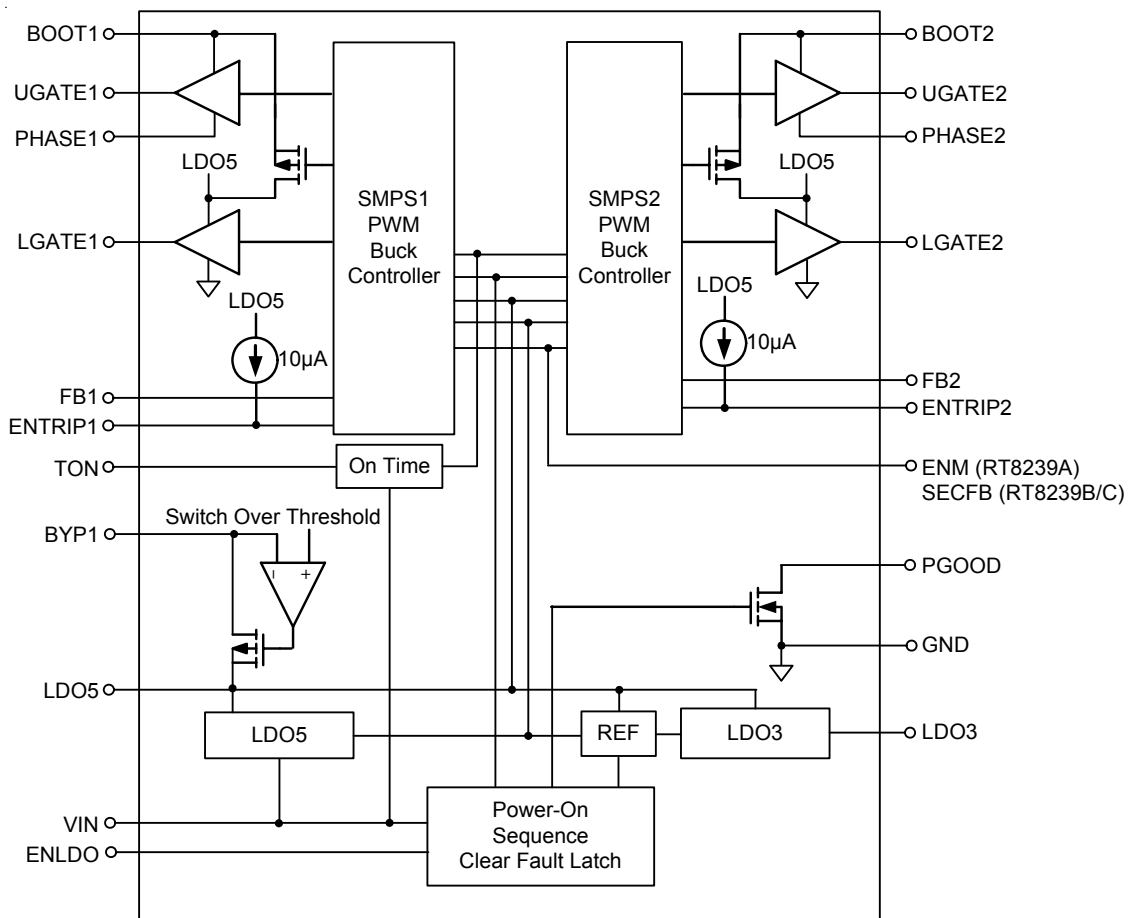 BOOT1
UGATE1
PHASE1
LDO5
LGATE1
LDO5
10µA
FB1
ENTRIP1
TON
SMPS1
PWM
Buck
Controller
SMPS2
PWM
Buck
Controller
BOOT2
UGATE2
PHASE2
LDO5
LGATE2
LDO5
10µA
FB2
ENTRIP2
On Time
ENM (RT8239A)
SECFB (RT8239B/C)
BYP1
Switch Over Threshold
- +
PGOOD
GND
LDO5
LDO5
REF
LDO3
LDO3
VIN
ENLDO
Power-On
Sequence
Clear Fault Latch